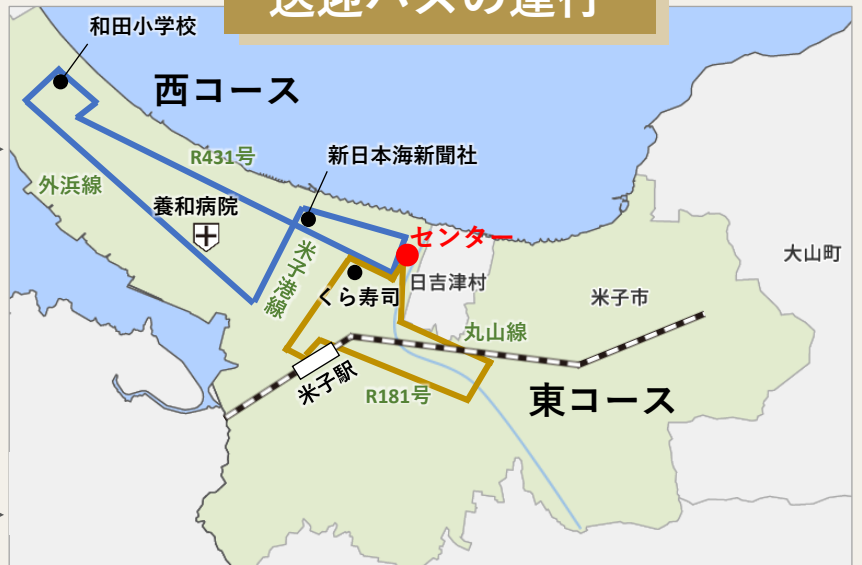 送迎バスの運行
和田小学校
西コース
R431号
新日本海新聞社
外浜線
養和病院
センター
米子港線
大山町
日吉津村
くら寿司
米子市
丸山線
米子駅
R181号
東コース